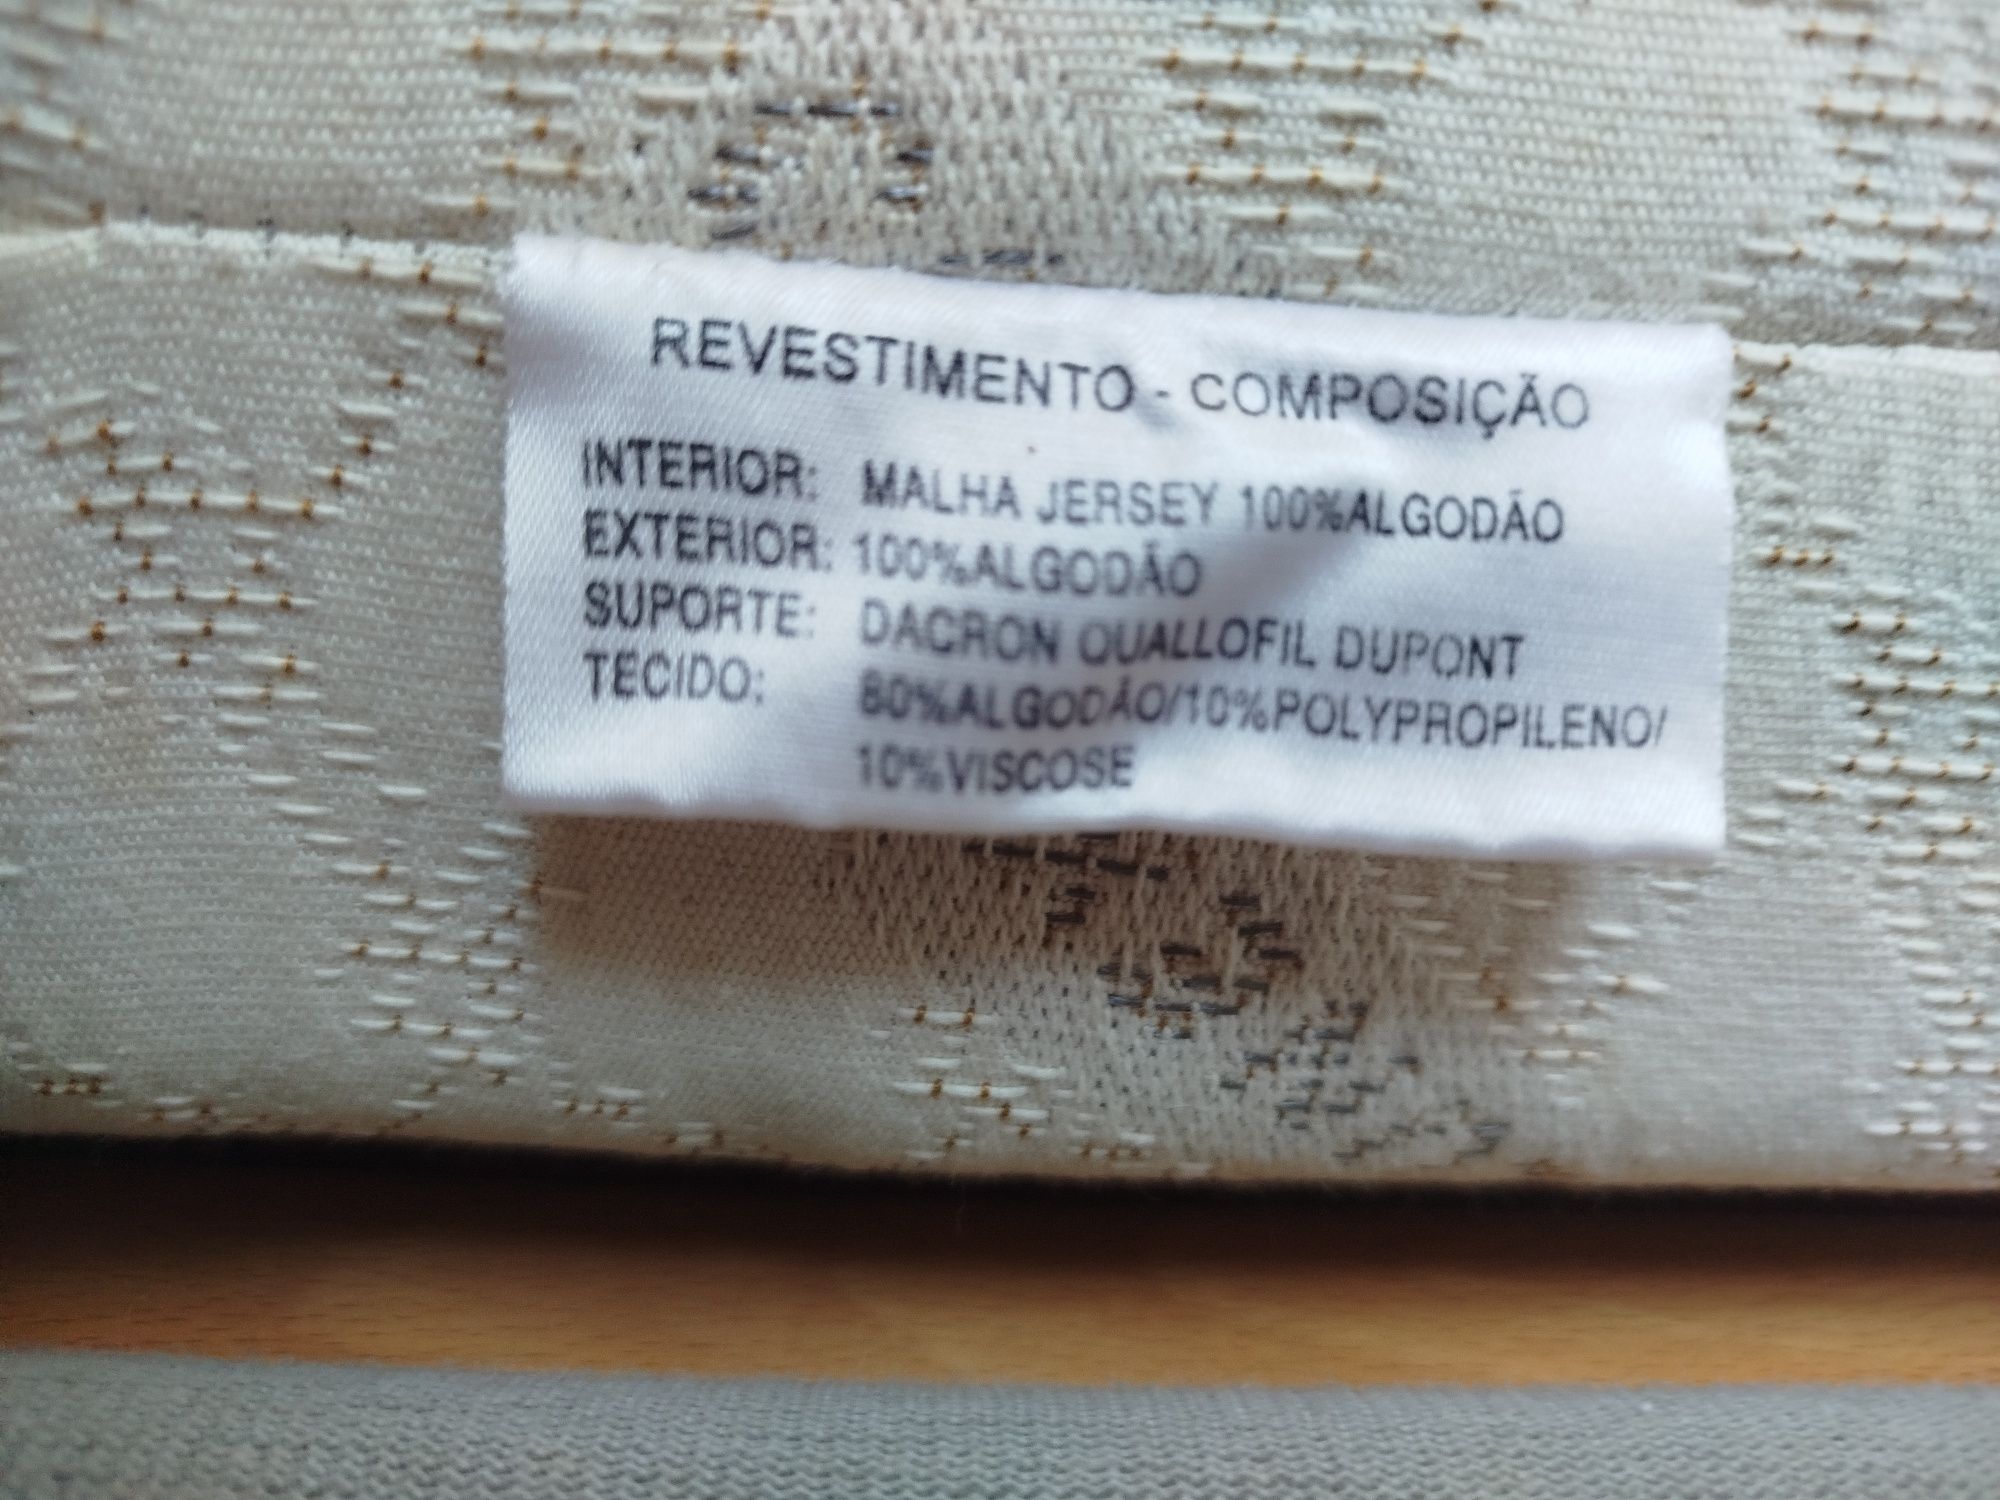 REVESTIMENTO - COMPOSIÇÃO
INTERIOR: MALHA JERSEY 100%ALGODÃO
EXTERIOR: 100%ALGODÃO
SUPORTE: DACRON QUALLOFIL DUPONT
TECIDO: 80%ALGODÃO/10%POLYPROPILENO/
10%VISCOSE